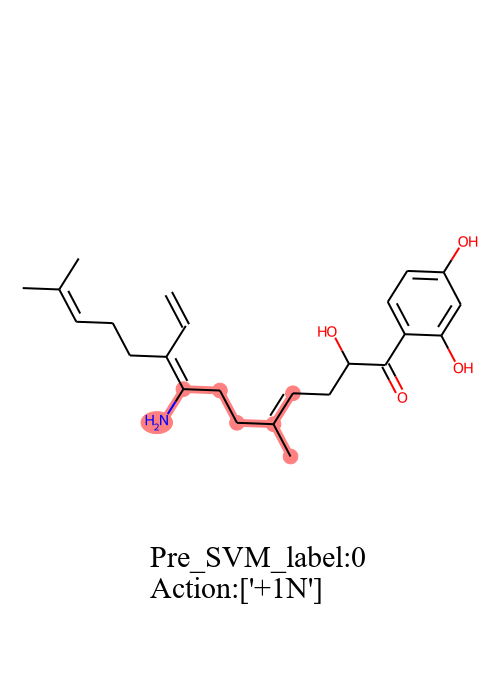 OH
HO
OH
O
H2N
Pre_SVM_label:0
Action:['+1N']